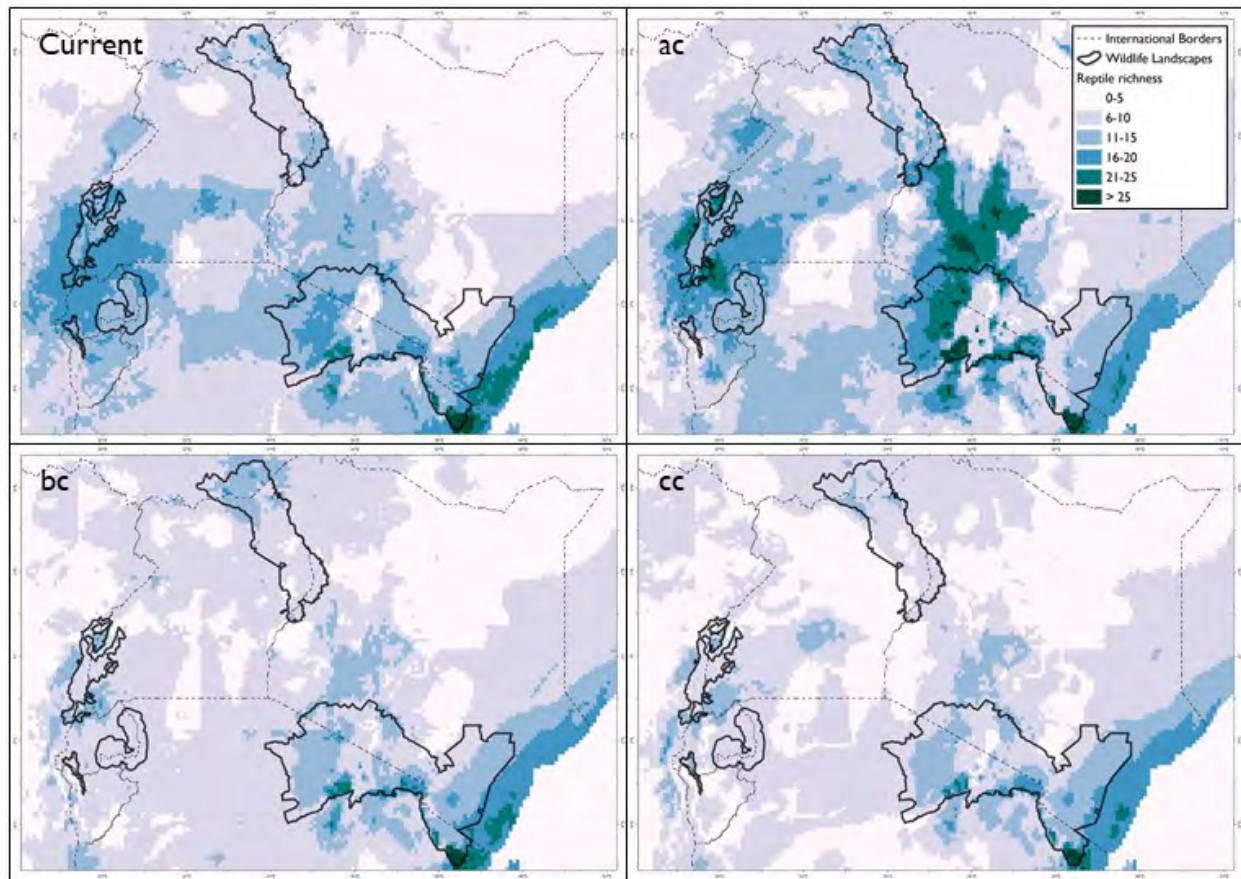 Current
ac
International Borders
Wildlife Landscapes
Reptile richness
0-5
6-10
11-15
16-20
21-25
> 25
bc
cc